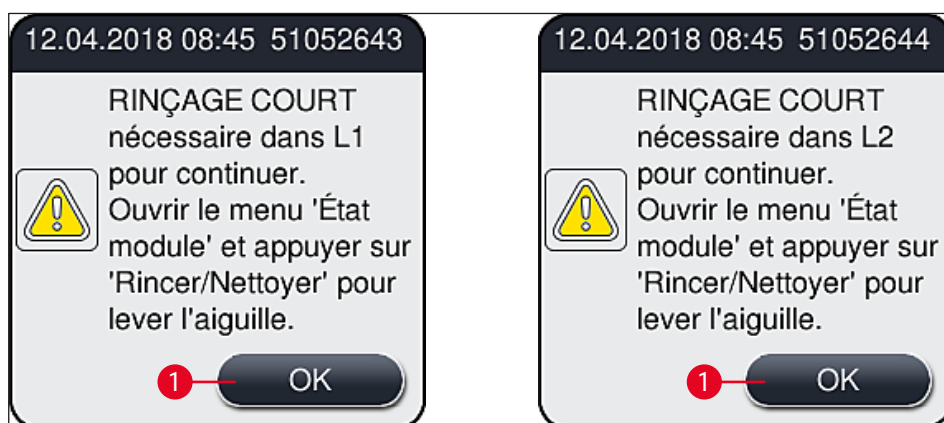 12.04.2018 08:45 51052643
RINÇAGE COURT
nécessaire dans L1
pour continuer.
Ouvrir le menu 'État
module' et appuyer sur
'Rincer/Nettoyer' pour
lever l'aiguille.
1
OK
12.04.2018 08:45 51052644
RINÇAGE COURT
nécessaire dans L2
pour continuer.
Ouvrir le menu 'État
module' et appuyer sur
'Rincer/Nettoyer' pour
lever l'aiguille.
1
OK